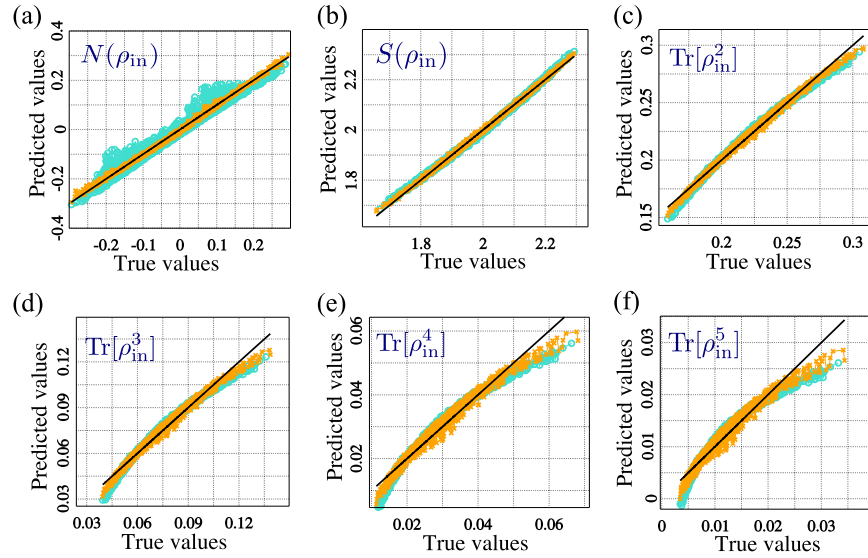 (a)
N(ρin)
Predicted values
0.4
0.2
0
-0.2
-0.4
-0.2
-0.1
0
0.1
0.2
True values
(b)
S(ρin)
Predicted values
2.2
2
1.8
1.8
2
2.2
True values
(c)
Tr[ρ²in]
Predicted values
0.3
0.25
0.2
0.15
0.2
0.25
0.3
True values
(d)
Tr[ρ³in]
Predicted values
0.12
0.09
0.06
0.03
0.03
0.06
0.09
0.12
True values
(e)
Tr[ρ⁴in]
Predicted values
0.06
0.04
0.02
0.02
0.04
0.06
True values
(f)
Tr[ρ⁵in]
Predicted values
0.03
0.02
0.01
0
0
0.01
0.02
0.03
True values